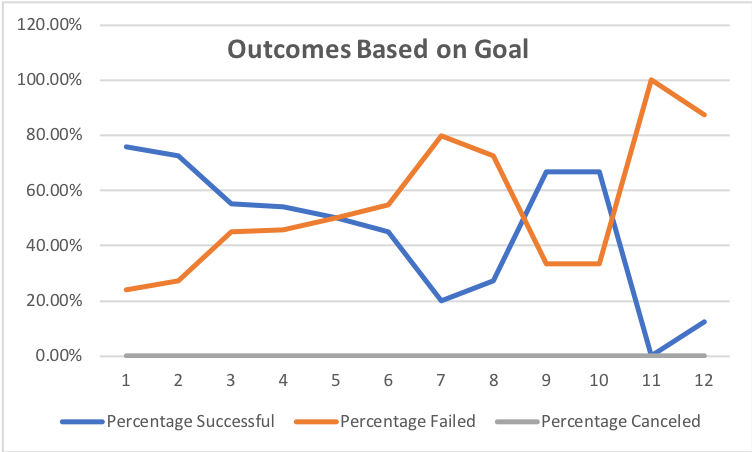 Outcomes Based on Goal
120.00%
100.00%
80.00%
60.00%
40.00%
20.00%
0.00%
1 2 3 4 5 6 7 8 9 10 11 12
Percentage Successful Percentage Failed Percentage Canceled